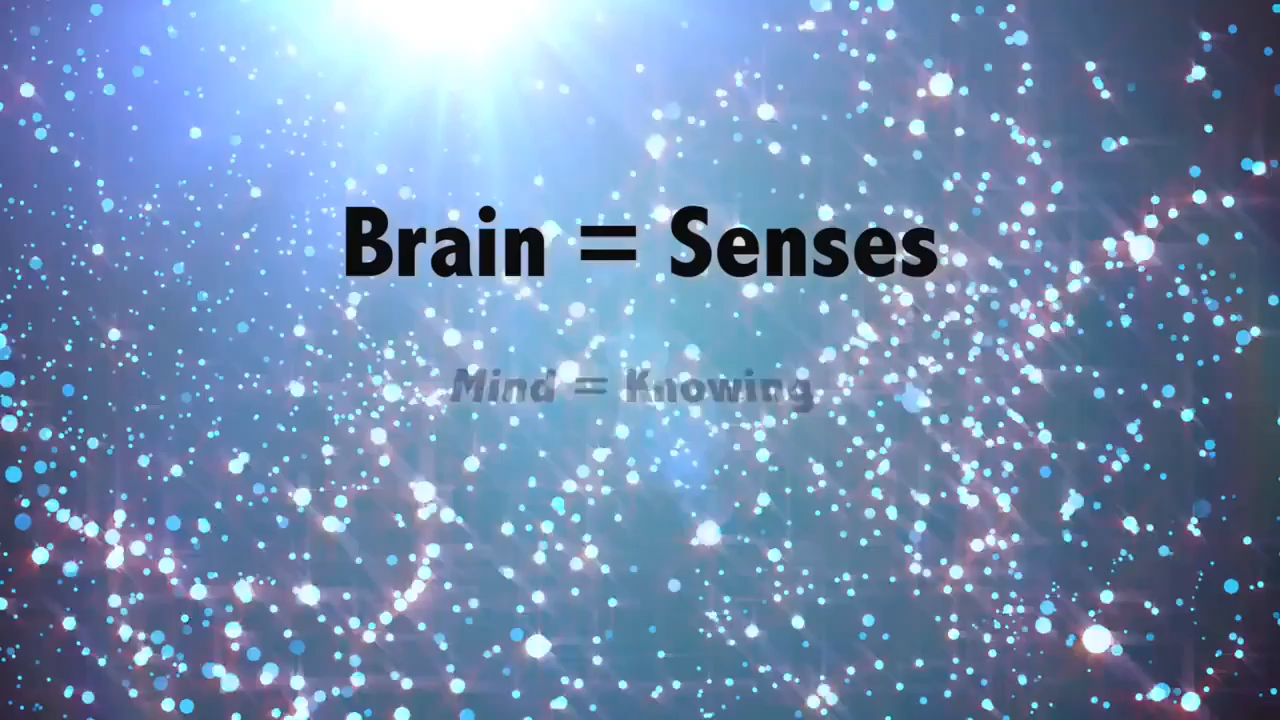 Brain = Senses
Mind = Knowing